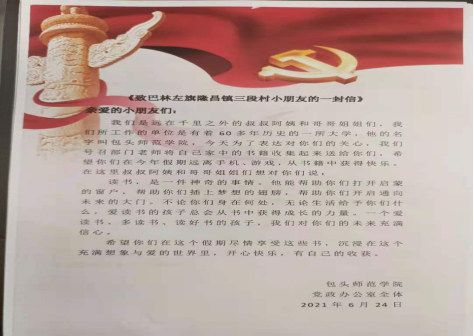 《致巴林左旗隆昌镇三段村小朋友的一封信》
亲爱的小朋友们：
我们是远在千里之外的叔叔阿姨和哥哥姐姐们，我
们所工作的单位是有着60多年历史的一所大学，他的名
字叫包头师范学院，今天为了表达对你们的关心，我们
号召部门老师将自己家中的书籍收集起来送给你们，希
望你们在今年假期远离手机、游戏，从书籍中获得快乐。
在这里叔叔阿姨和哥哥姐姐们想对你们说：
读书，是一件神奇的事情。他能帮助你们打开启蒙
的窗户，帮助你们插上梦想的翅膀，帮助你们开启通向
未来的大门。不论你们身在何处，无论生活给予你们什
么，爱读书的孩子总会从书中获得成长的力量。一个爱
读书、多读书、读好书的孩子，我们对你们的未来充满
信心。
希望你们在这个假期尽情享受这些书，沉浸在这个
充满想象与爱的世界里，开心快乐，有自己的收获。
包头师范学院
党政办公室全体
2021年6月24日